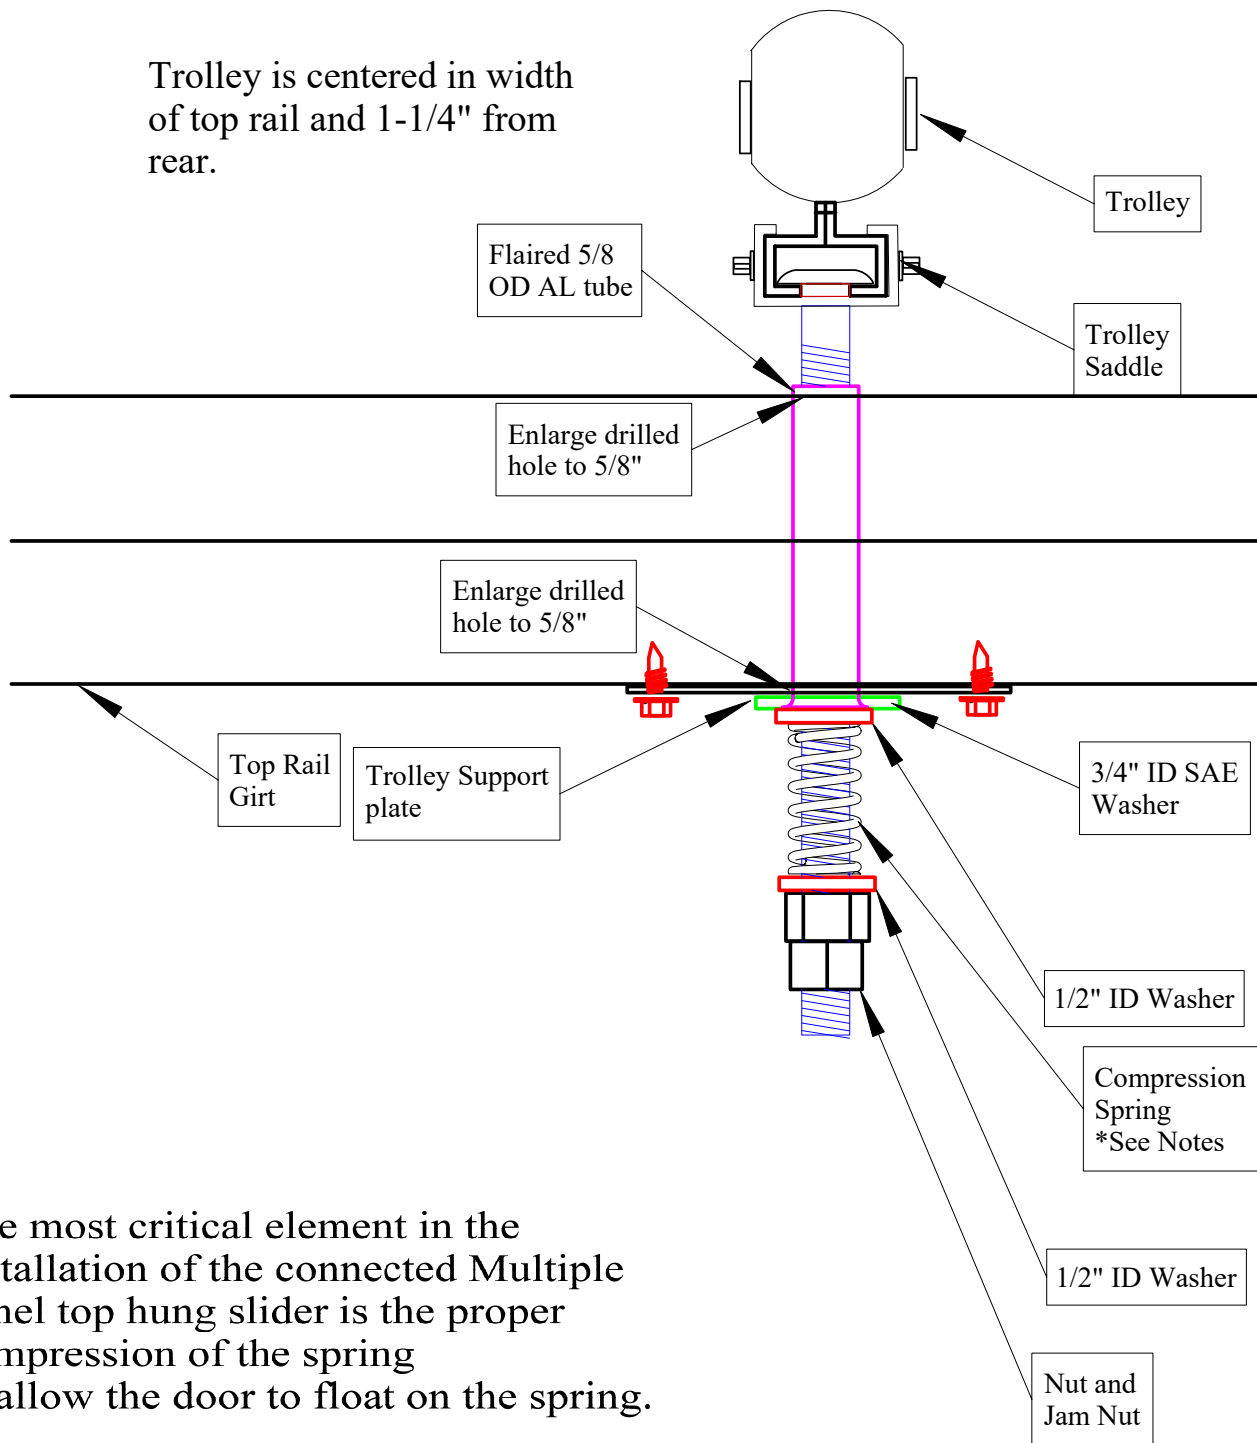 Trolley is centered in width
of top rail and 1-1/4" from
rear.
Trolley
Flaired 5/8
OD AL tube
Trolley
Saddle
Enlarge drilled
hole to 5/8"
Enlarge drilled
hole to 5/8"
Top Rail
Girt
Trolley Support
plate
3/4" ID SAE
Washer
1/2" ID Washer
Compression
Spring
*See Notes
1/2" ID Washer
Nut and
Jam Nut
most critical element in the
of the connected Multiple
top hung slider is the proper
of the spring
allow the door to float on the spring.